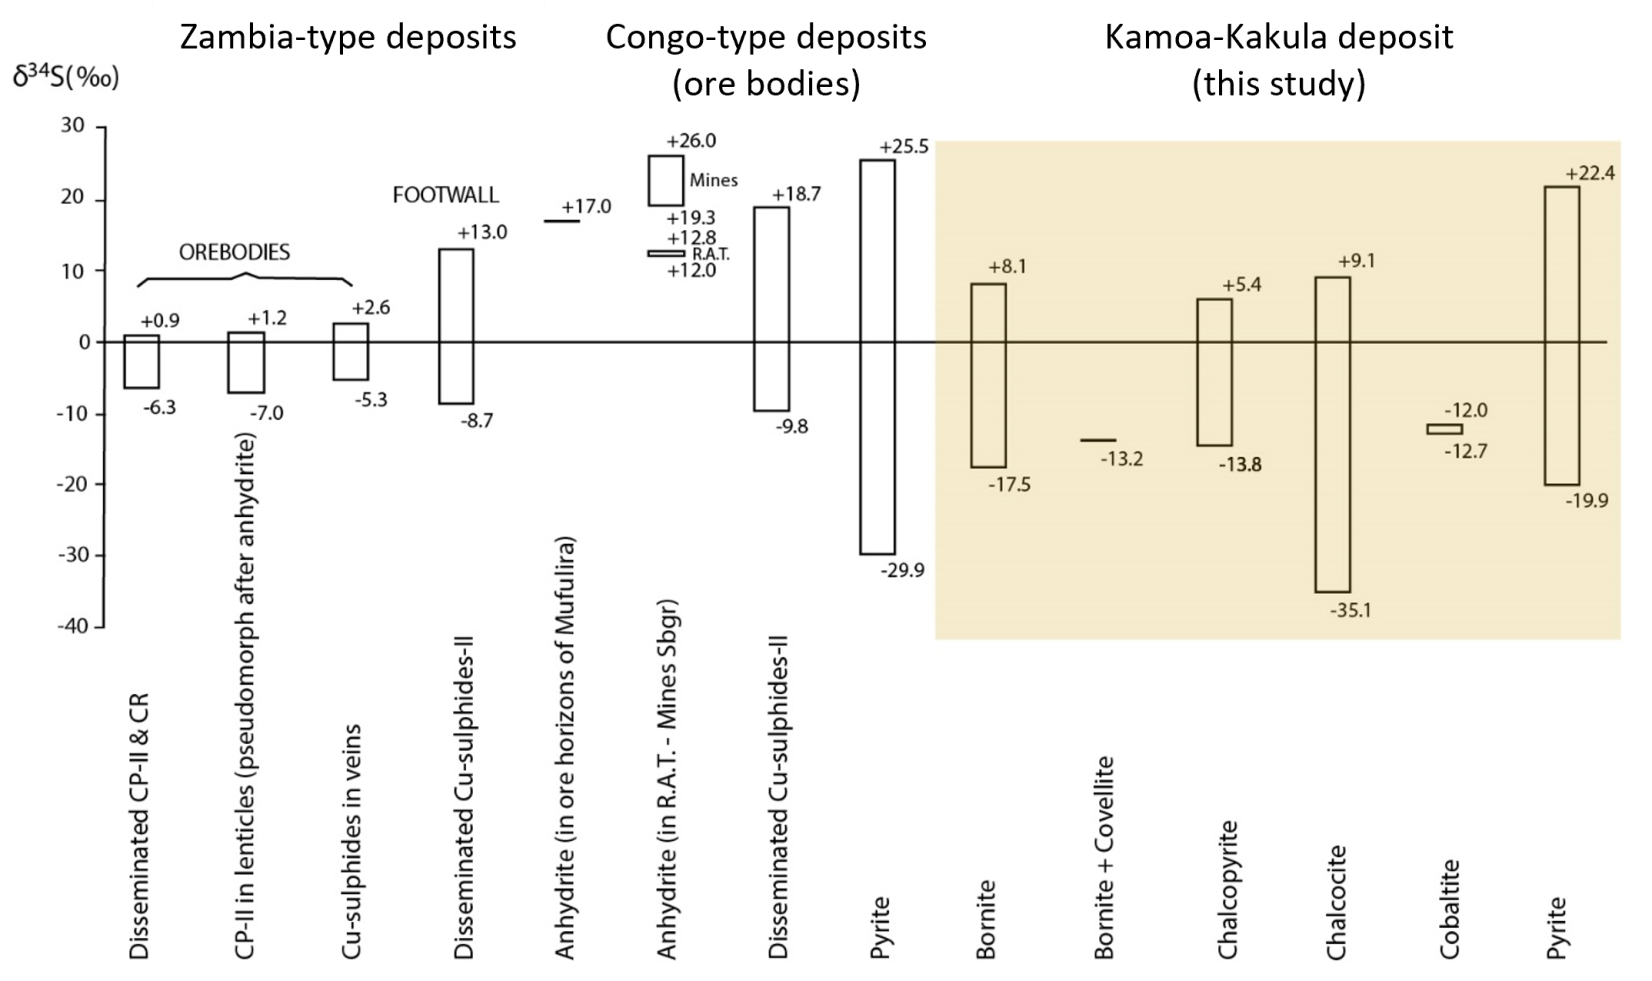 Zambia-type deposits
Congo-type deposits
(ore bodies)
Kamoa-Kakula deposit
(this study)
δ34S(‰)
30
20
10
0
-10
-20
-30
-40
OREBODIES
FOOTWALL
+0.9
-6.3
+1.2
-7.0
+2.6
-5.3
+13.0
-8.7
+17.0
+26.0
Mines
+19.3
+12.8
R.A.T.
+12.0
+18.7
-9.8
+25.5
-29.9
+8.1
-17.5
-13.2
+5.4
-13.8
+9.1
-35.1
-12.0
-12.7
+22.4
-19.9
Disseminated CP-II & CR
CP-II in lenticles (pseudomorph after anhydrite)
Cu-sulphides in veins
Disseminated Cu-sulphides-II
Anhydrite (in ore horizons of Mufulira)
Anhydrite (in R.A.T. - Mines Sbgr)
Disseminated Cu-sulphides-II
Pyrite
Bornite
Bornite + Covellite
Chalcopyrite
Chalcocite
Cobaltite
Pyrite